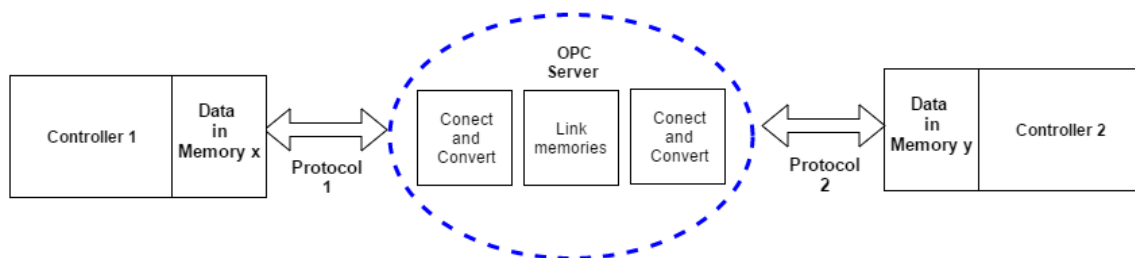 OPC
Server
Controller 1
Data
in
Memory x
Protocol
1
Conect
and
Convert
Link
memories
Conect
and
Convert
Protocol
2
Data
in
Memory y
Controller 2